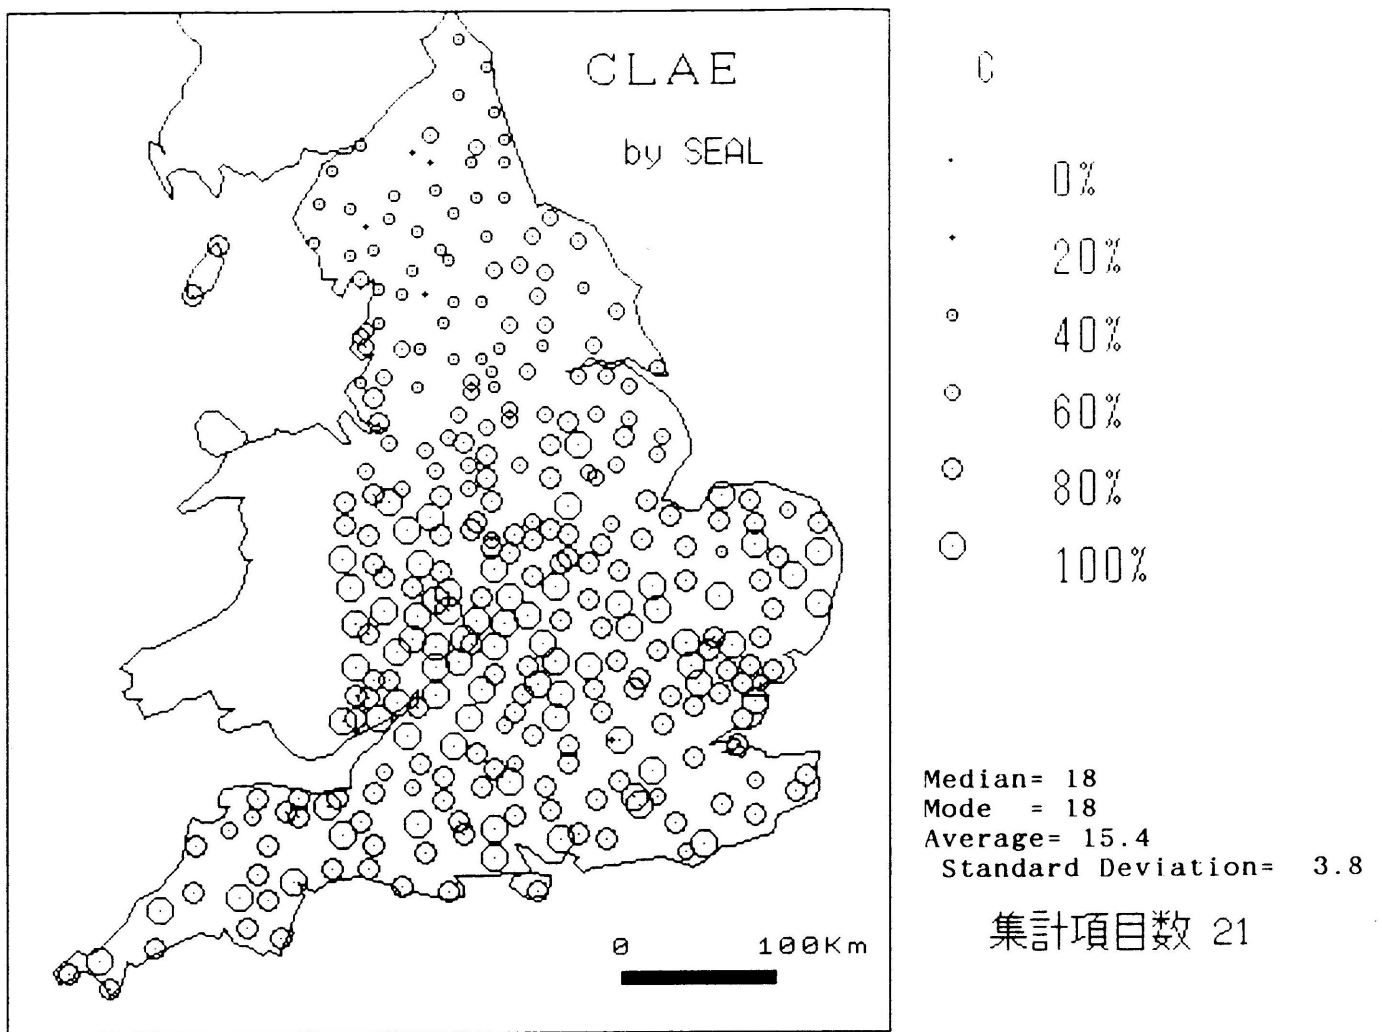 CLAE
by SEAL
C
0%
20%
40%
60%
80%
100%
Median= 18
Mode = 18
Average= 15.4
Standard Deviation= 3.8
集計項目数 21
0 100Km